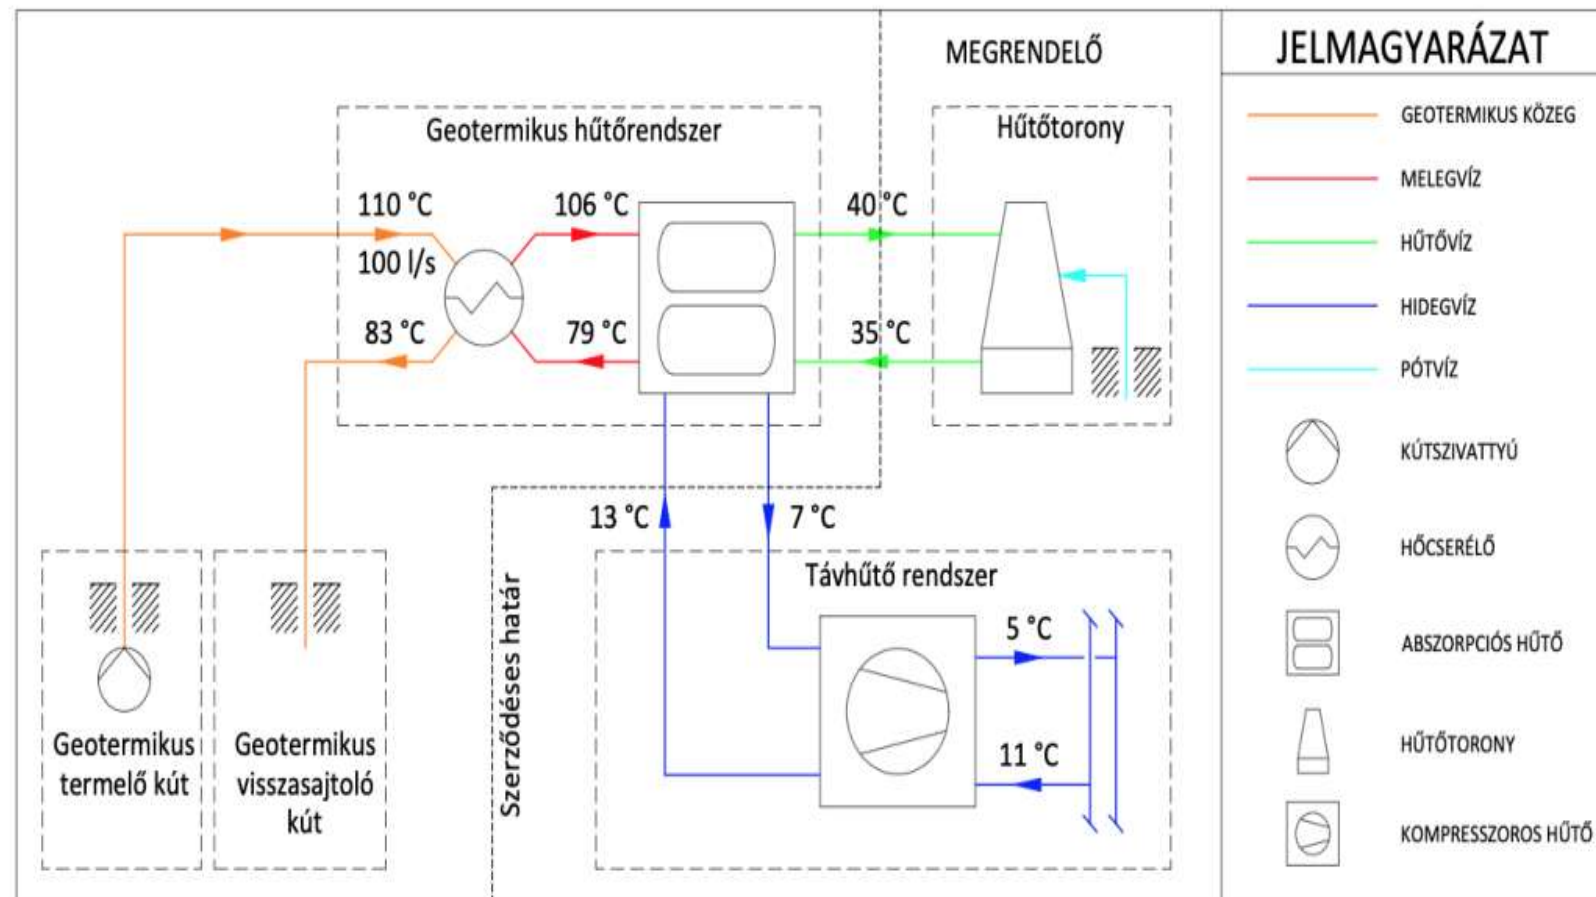 MEGRENDELŐ
Geotermikus hűtőrendszer
Hűtőtorony
110 °C
106 °C
40 °C
100 l/s
83 °C
79 °C
35 °C
13 °C
7 °C
Szerződéses határ
Távhűtő rendszer
5 °C
11 °C
Geotermikus
termelő kút
Geotermikus
visszasajtoló
kút
JELMAGYARÁZAT
GEOTERMIKUS KÖZEG
MELEGVÍZ
HŰTŐVÍZ
HIDEGVÍZ
PÓTVÍZ
KÚTSZIVATTYÚ
HŐCSERÉLŐ
ABSZORPCIÓS HŰTŐ
HŰTŐTORONY
KOMPRESSZOROS HŰTŐ